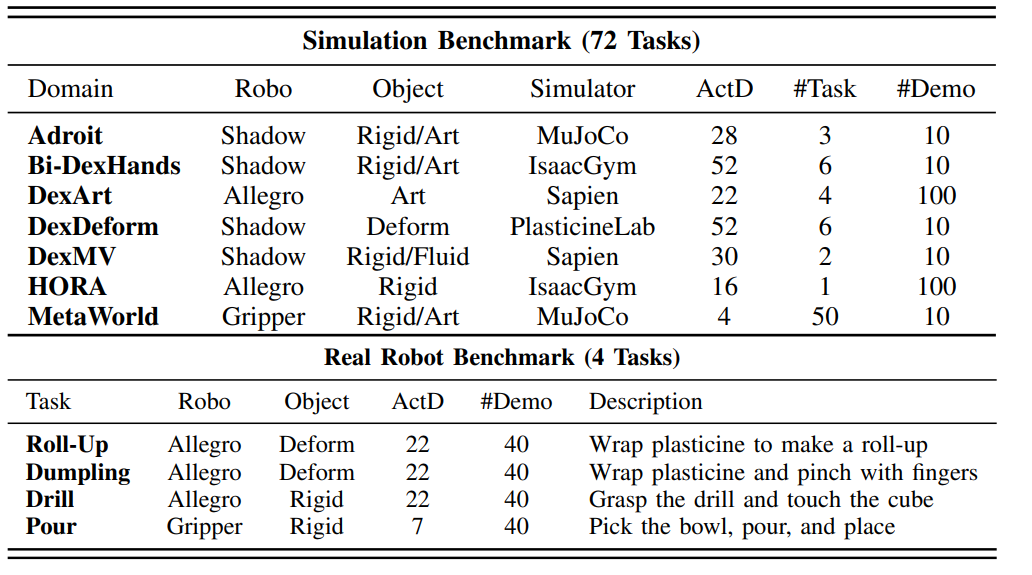 Simulation Benchmark (72 Tasks)
Domain Robo Object Simulator ActD #Task #Demo
Adroit Shadow Rigid/Art MuJoCo 28 3 10
Bi-DexHands Shadow Rigid/Art IsaacGym 52 6 10
DexArt Allegro Art Sapien 22 4 100
DexDeform Shadow Deform PlasticineLab 52 6 10
DexMV Shadow Rigid/Fluid Sapien 30 2 10
HORA Allegro Rigid IsaacGym 16 1 100
MetaWorld Gripper Rigid/Art MuJoCo 4 50 10
Real Robot Benchmark (4 Tasks)
Task Robo Object ActD #Demo Description
Roll-Up Allegro Deform 22 40 Wrap plasticine to make a roll-up
Dumpling Allegro Deform 22 40 Wrap plasticine and pinch with fingers
Drill Allegro Rigid 22 40 Grasp the drill and touch the cube
Pour Gripper Rigid 7 40 Pick the bowl, pour, and place